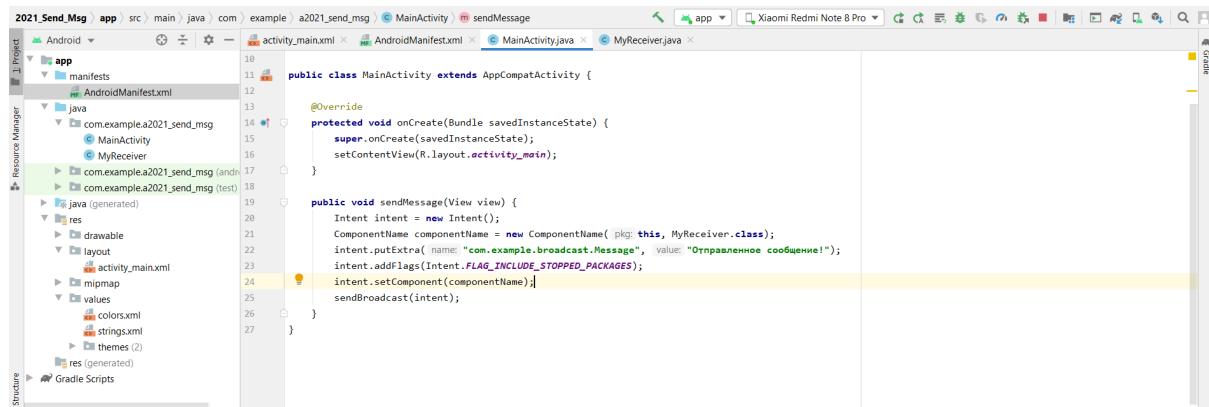 2021_Send_Msg app src main java com example a2021_send_msg MainActivity sendMessage app Xiaomi Redmi Note 8 Pro
Android
activity_main.xml AndroidManifest.xml MainActivity.java MyReceiver.java
1: Project
Resource Manager
Structure
Gradle
app
manifests
AndroidManifest.xml
java
com.example.a2021_send_msg
MainActivity
MyReceiver
com.example.a2021_send_msg (andr
com.example.a2021_send_msg (test)
java (generated)
res
drawable
layout
activity_main.xml
mipmap
values
colors.xml
strings.xml
themes (2)
res (generated)
Gradle Scripts
10
11 public class MainActivity extends AppCompatActivity {
12
13 @Override
14 protected void onCreate(Bundle savedInstanceState) {
15 super.onCreate(savedInstanceState);
16 setContentView(R.layout.activity_main);
17 }
18
19 public void sendMessage(View view) {
20 Intent intent = new Intent();
21 ComponentName componentName = new ComponentName( pkg: this, MyReceiver.class);
22 intent.putExtra( name: "com.example.broadcast.Message", value: "Отправленное сообщение!");
23 intent.addFlags(Intent.FLAG_INCLUDE_STOPPED_PACKAGES);
24 intent.setComponent(componentName);
25 sendBroadcast(intent);
26 }
27 }